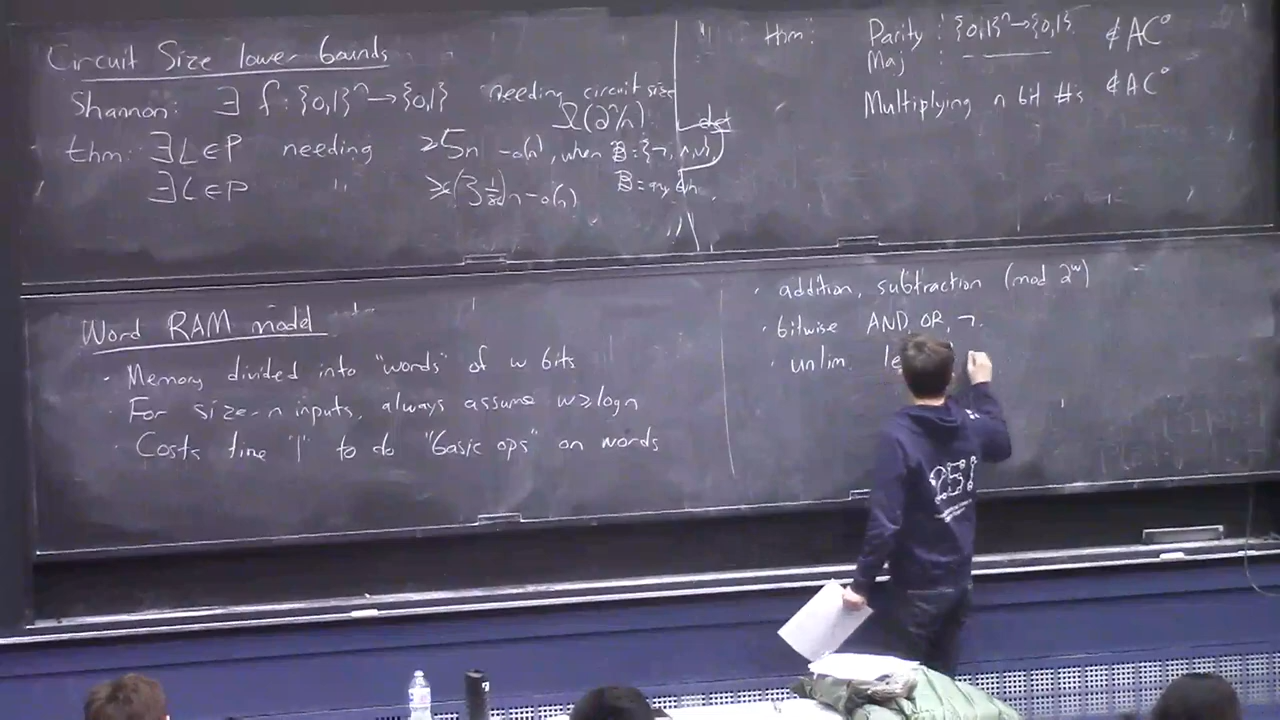 Circuit Size lower bounds
Shannon: ∃ f: {0,1}ⁿ → {0,1} needing circuit size
Ω(2ⁿ/n)
thm: ∃L∈P needing ≥5n - o(n), when B={¬,∧,∨}
∃L∈P " ≥(3 1/86)n - o(n) B = any
thm: Parity : {0,1}ⁿ→{0,1} ∉ AC⁰
Maj :
Multiplying n bit #s ∉ AC⁰
Word RAM model
· Memory divided into "words" of w bits
· For size-n inputs, always assume w ≥ log n
· Costs time "1" to do "basic ops" on words
· addition, subtraction (mod 2ʷ)
· bitwise AND, OR, ¬.
· unlim.